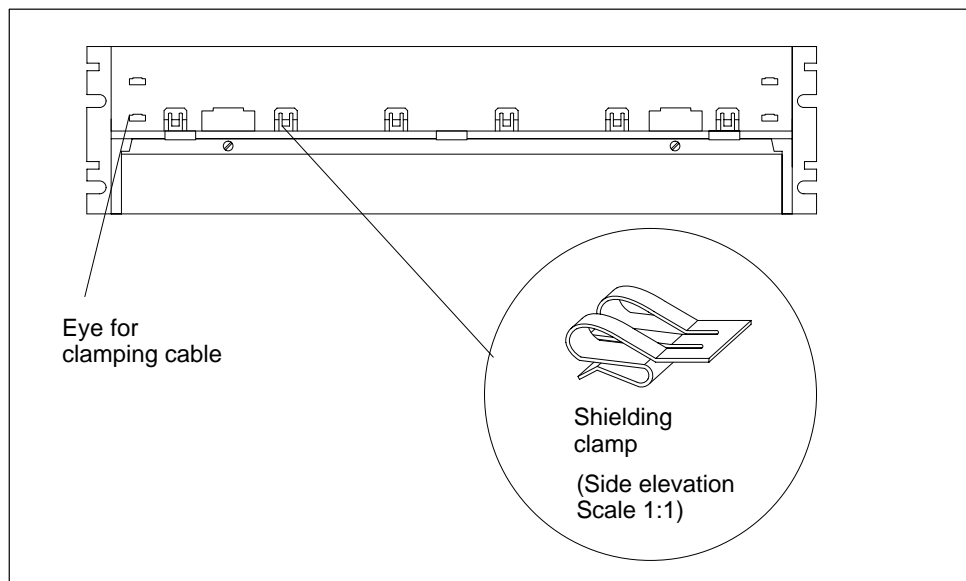 Eye for
clamping cable
Shielding
clamp
(Side elevation
Scale 1:1)